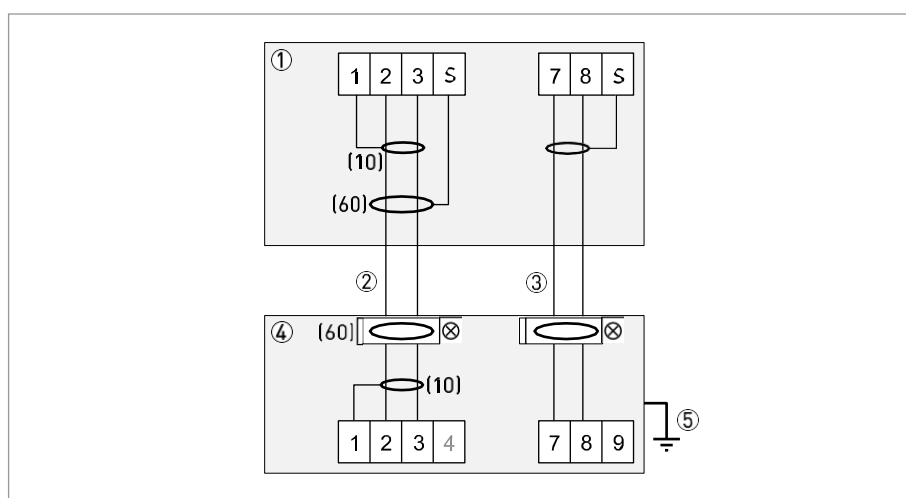 ①
1 2 3 S
7 8 S
(10)
(60)
②
③
④
(60)
(10)
⑤
1 2 3 4
7 8 9